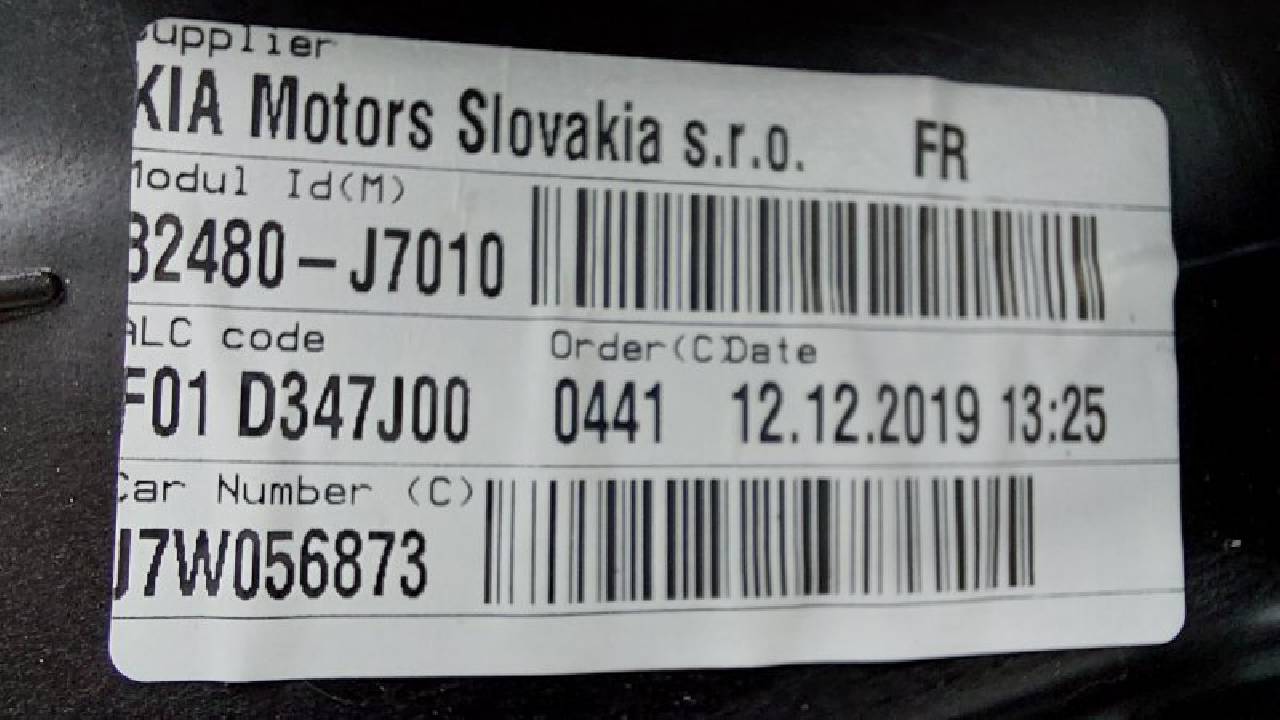 Supplier
KIA Motors Slovakia s.r.o. FR
Modul Id(M)
82480-J7010
ALC code Order(C Date
F01 D347J00 0441 12.12.2019 13:25
Car Number (C)
J7W056873